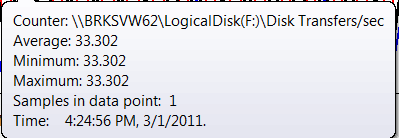 Counter: \\BRKSVW62\LogicalDisk(F:)\Disk Transfers/sec
Average: 33.302
Minimum: 33.302
Maximum: 33.302
Samples in data point:  1
Time:    4:24:56 PM, 3/1/2011.